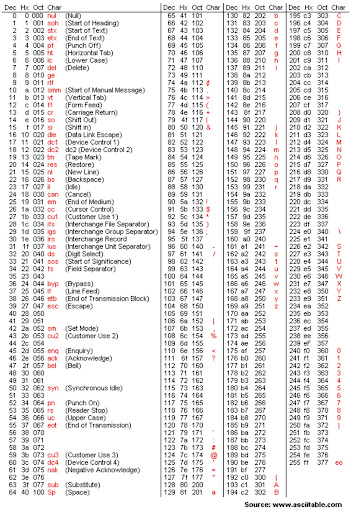 Dec Hx Oct Char
0 0 000 nul (Null)
1 1 001 soh (Start of Heading)
2 2 002 stx (Start of Text)
3 3 003 etx (End of Text)
4 4 004 pt (Punch Off)
5 5 005 ht (Horizontal Tab)
6 6 006 lc (Lower Case)
7 7 007 del (Delete)
8 8 010 ge
9 9 011 rlf
10 a 012 smm (Start of Manual Message)
11 b 013 vt (Vertical Tab)
12 c 014 ff (Form Feed)
13 d 015 cr (Carriage Return)
14 e 016 so (Shift Out)
15 f 017 si (Shift In)
16 10 020 dle (Data Link Escape)
17 11 021 dc1 (Device Control 1)
18 12 022 dc2 (Device Control 2)
19 13 023 tm (Tape Mark)
20 14 024 res (Restore)
21 15 025 nl (New Line)
22 16 026 bs (Backspace)
23 17 027 il (Idle)
24 18 030 can (Cancel)
25 19 031 em (End of Medium)
26 1a 032 cc (Cursor Control)
27 1b 033 cu1 (Customer Use 1)
28 1c 034 ifs (Interchange File Separator)
29 1d 035 igs (Interchange Group Separator)
30 1e 036 irs (Interchange Record)
31 1f 037 ius (Interchange Unit Separator)
32 20 040 ds (Digit Select)
33 21 041 sos (Start of Significance)
34 22 042 fs (Field Separator)
35 23 043
36 24 044 byp (Bypass)
37 25 045 lf (Line Feed)
38 26 046 etb (End of Transmission Block)
39 27 047 esc (Escape)
40 28 050
41 29 051
42 2a 052 sm (Set Mode)
43 2b 053 cu2 (Customer Use 2)
44 2c 054
45 2d 055 enq (Enquiry)
46 2e 056 ack (Acknowledge)
47 2f 057 bel (Bell)
48 30 060
49 31 061
50 32 062 syn (Synchronous Idle)
51 33 063
52 34 064 pn (Punch On)
53 35 065 rs (Reader Stop)
54 36 066 uc (Upper Case)
55 37 067 eot (End of Transmission)
56 38 070
57 39 071
58 3a 072
59 3b 073 cu3 (Customer Use 3)
60 3c 074 dc4 (Device Control 4)
61 3d 075 nak (Negative Acknowledge)
62 3e 076
63 3f 077 sub (Substitute)
64 40 100 Sp (Space)
Dec Hx Oct Char
65 41 101
66 42 102
67 43 103
68 44 104
69 45 105
70 46 106
71 47 107
72 48 110
73 49 111
74 4a 112
75 4b 113 .
76 4c 114 <
77 4d 115 (
78 4e 116 +
79 4f 117 |
80 50 120 &
81 51 121
82 52 122
83 53 123
84 54 124
85 55 125
86 56 126
87 57 127
88 58 130
89 59 131
90 5a 132 !
91 5b 133 $
92 5c 134 *
93 5d 135 )
94 5e 136 ;
95 5f 137
96 60 140 -
97 61 141 /
98 62 142
99 63 143
100 64 144
101 65 145
102 66 146
103 67 147
104 68 150
105 69 151
106 6a 152 |
107 6b 153 ,
108 6c 154 %
109 6d 155
110 6e 156 >
111 6f 157 ?
112 70 160
113 71 161
114 72 162
115 73 163
116 74 164
117 75 165
118 76 166
119 77 167
120 78 170
121 79 171 `
122 7a 172 :
123 7b 173 #
124 7c 174 @
125 7d 175 '
126 7e 176 =
127 7f 177 "
128 80 200
129 81 201 a
Dec Hx Oct Char
130 82 202 b
131 83 203 c
132 84 204 d
133 85 205 e
134 86 206 f
135 87 207 g
136 88 210 h
137 89 211 i
138 8a 212
139 8b 213
140 8c 214
141 8d 215
142 8e 216
143 8f 217
144 90 220
145 91 221 j
146 92 222 k
147 93 223 l
148 94 224 m
149 95 225 n
150 96 226 o
151 97 227 p
152 98 230 q
153 99 231 r
154 9a 232
155 9b 233
156 9c 234
157 9d 235
158 9e 236
159 9f 237
160 a0 240
161 a1 241 ~
162 a2 242 s
163 a3 243 t
164 a4 244 u
165 a5 245 v
166 a6 246 w
167 a7 247 x
168 a8 250 y
169 a9 251 z
170 aa 252
171 ab 253
172 ac 254
173 ad 255
174 ae 256
175 af 257
176 b0 260
177 b1 261
178 b2 262
179 b3 263
180 b4 264
181 b5 265
182 b6 266
183 b7 267
184 b8 270
185 b9 271
186 ba 272
187 bb 273
188 bc 274
189 bd 275
190 be 276
191 bf 277
192 c0 300 {
193 c1 301 A
194 c2 302 B
Dec Hx Oct Char
195 c3 303 C
196 c4 304 D
197 c5 305 E
198 c6 306 F
199 c7 307 G
200 c8 310 H
201 c9 311 I
202 ca 312
203 cb 313
204 cc 314
205 cd 315
206 ce 316
207 cf 317
208 d0 320 }
209 d1 321 J
210 d2 322 K
211 d3 323 L
212 d4 324 M
213 d5 325 N
214 d6 326 O
215 d7 327 P
216 d8 330 Q
217 d9 331 R
218 da 332
219 db 333
220 dc 334
221 dd 335
222 de 336
223 df 337
224 e0 340 \
225 e1 341
226 e2 342 S
227 e3 343 T
228 e4 344 U
229 e5 345 V
230 e6 346 W
231 e7 347 X
232 e8 350 Y
233 e9 351 Z
234 ea 352
235 eb 353
236 ec 354
237 ed 355
238 ee 356
239 ef 357
240 f0 360 0
241 f1 361 1
242 f2 362 2
243 f3 363 3
244 f4 364 4
245 f5 365 5
246 f6 366 6
247 f7 367 7
248 f8 370 8
249 f9 371 9
250 fa 372 |
251 fb 373
252 fc 374
253 fd 375
254 fe 376
255 ff 377 eo
Source: www.asciitable.com